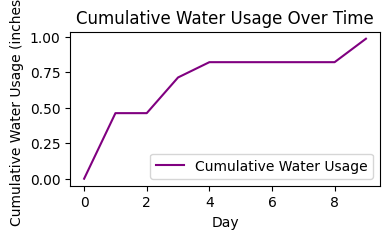 Cumulative Water Usage Over Time
Cumulative Water Usage (inches
1.00
0.75
0.50
0.25
0.00
0
2
4
6
8
Day
Cumulative Water Usage